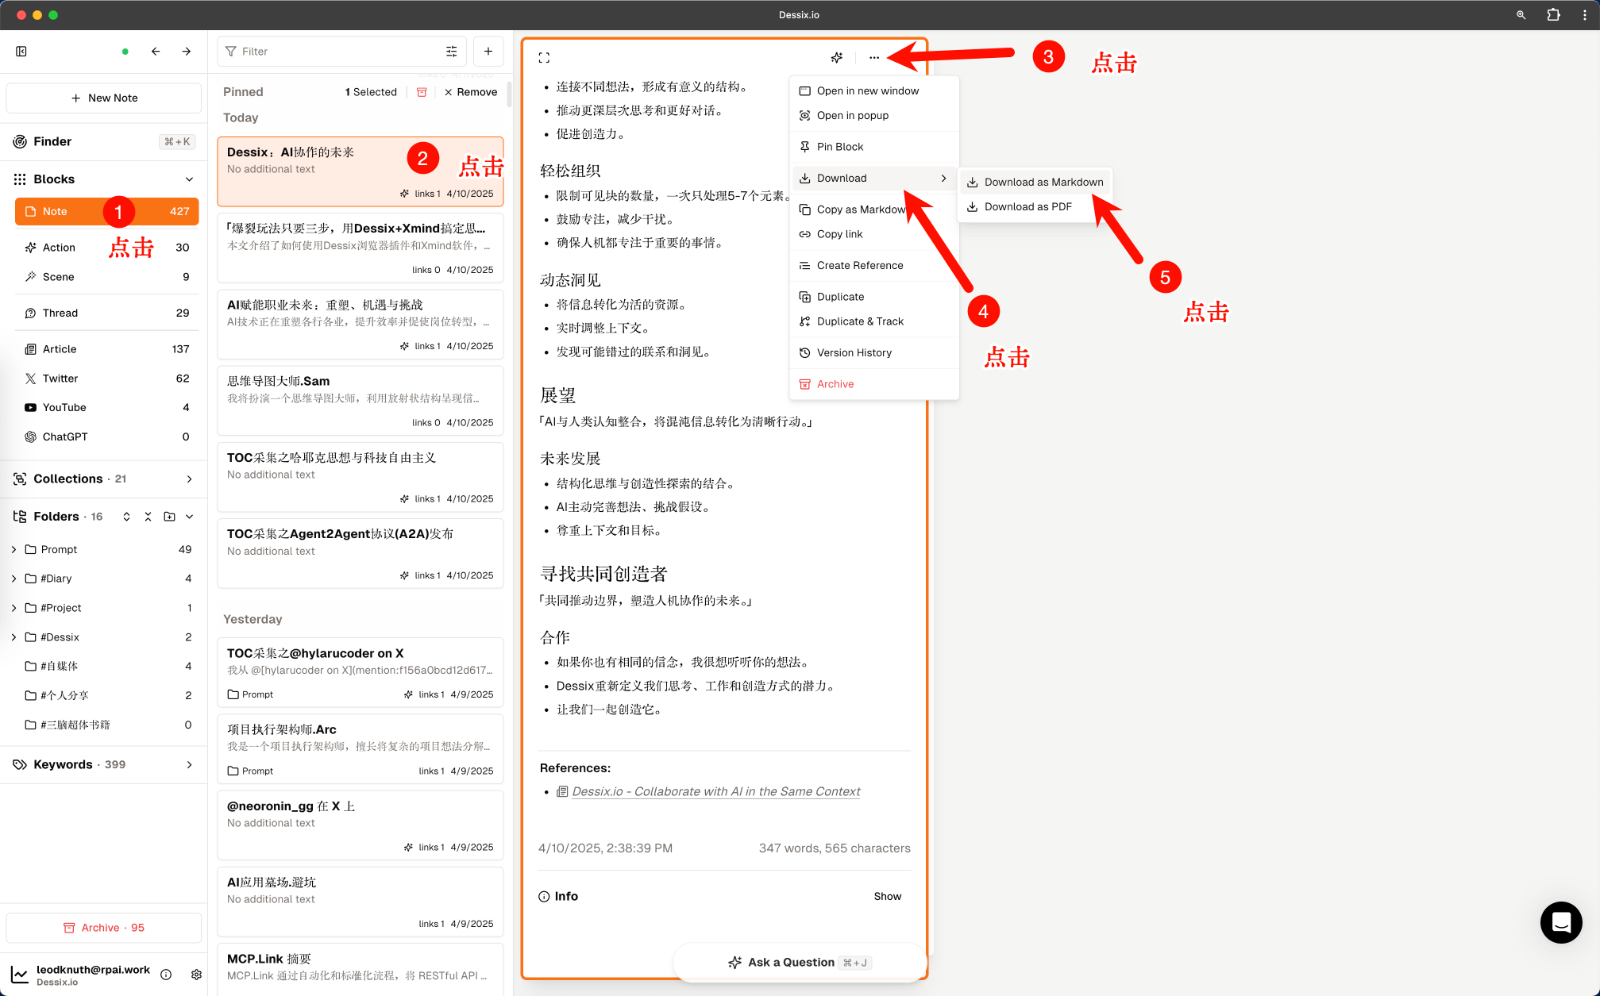 Dessix.io
New Note
Finder
⌘+K
Blocks
Note
1
427
点击
Action
30
Scene
9
Thread
29
Article
137
Twitter
62
YouTube
4
ChatGPT
0
Collections · 21
Folders · 16
Prompt
49
#Diary
4
#Project
1
#Dessix
2
#自媒体
4
#个人分享
2
#三脑超体书籍
0
Keywords · 399
Archive · 95
leodknuth@rpai.work
Dessix.io
Filter
Pinned
1 Selected
Remove
Today
Dessix：AI协作的未来
No additional text
links 1 4/10/2025
2
点击
「爆裂玩法只要三步，用Dessix+Xmind搞定思...
本文介绍了如何使用Dessix浏览器插件和Xmind软件，...
links 0 4/10/2025
AI赋能职业未来：重塑、机遇与挑战
AI技术正在重塑各行各业，提升效率并促使岗位转型，...
links 1 4/10/2025
思维导图大师.Sam
我将扮演一个思维导图大师，利用放射状结构呈现信...
links 0 4/10/2025
TOC采集之哈耶克思想与科技自由主义
No additional text
links 1 4/10/2025
TOC采集之Agent2Agent协议(A2A)发布
No additional text
links 1 4/10/2025
Yesterday
TOC采集之@hylarucoder on X
我从 @[hylarucoder on X](mention:f156a0bcd12d617...
Prompt
links 1 4/9/2025
项目执行架构师.Arc
我是一个项目执行架构师，擅长将复杂的项目想法分解...
Prompt
links 1 4/9/2025
@neoronin_gg 在 X 上
No additional text
links 1 4/9/2025
AI应用墓场.避坑
No additional text
links 1 4/9/2025
MCP.Link 摘要
MCP.Link 通过自动化和标准化流程，将 RESTful API ...
• 连接不同想法，形成有意义的结构。
• 推动更深层次思考和更好对话。
• 促进创造力。
轻松组织
• 限制可见块的数量，一次只处理5-7个元素。
• 鼓励专注，减少干扰。
• 确保人机都专注于重要的事情。
动态洞见
• 将信息转化为活的资源。
• 实时调整上下文。
• 发现可能错过的联系和洞见。
展望
「AI与人类认知整合，将混沌信息转化为清晰行动。」
未来发展
• 结构化思维与创造性探索的结合。
• AI主动完善想法、挑战假设。
• 尊重上下文和目标。
寻找共同创造者
「共同推动边界，塑造人机协作的未来。」
合作
• 如果你也有相同的信念，我很想听听你的想法。
• Dessix重新定义我们思考、工作和创造方式的潜力。
• 让我们一起创造它。
References:
• Dessix.io - Collaborate with AI in the Same Context
4/10/2025, 2:38:39 PM
347 words, 565 characters
Info
Show
Ask a Question ⌘+J
3
点击
Open in new window
Open in popup
Pin Block
Download
Copy as Markdow
Copy link
Create Reference
Duplicate
Duplicate & Track
Version History
Archive
Download as Markdown
Download as PDF
4
点击
5
点击